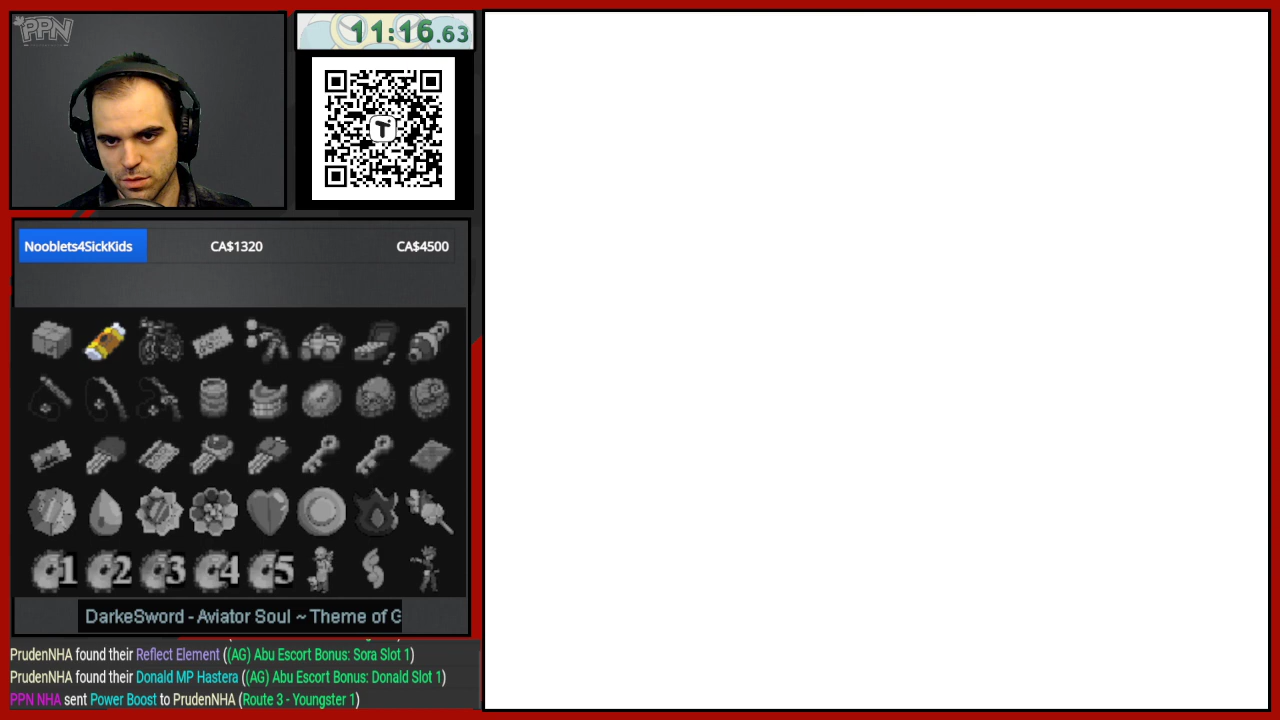 PPN
11:16.63
T
Nooblets4SickKids CA$1320 CA$4500
1 2 3 4 5
DarkeSword - Aviator Soul ~ Theme of G
PrudenNHA found their Reflect Element ((AG) Abu Escort Bonus: Sora Slot 1)
PrudenNHA found their Donald MP Hastera ((AG) Abu Escort Bonus: Donald Slot 1)
PPN NHA sent Power Boost to PrudenNHA (Route 3 - Youngster 1)